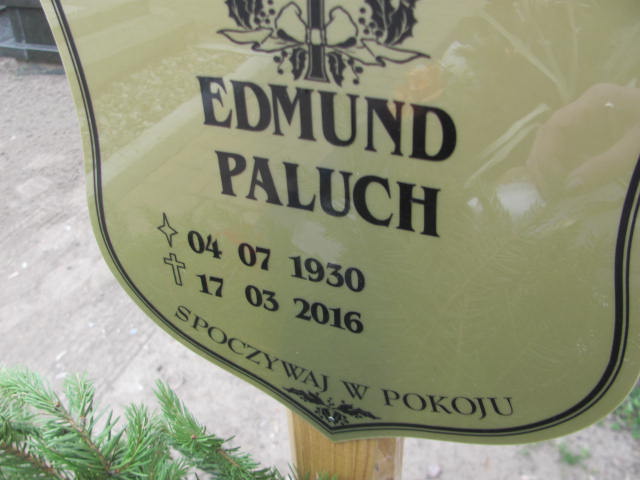 EDMUND
PALUCH
04 07 1930
17 03 2016
SPOCZYWAJ W POKOJU